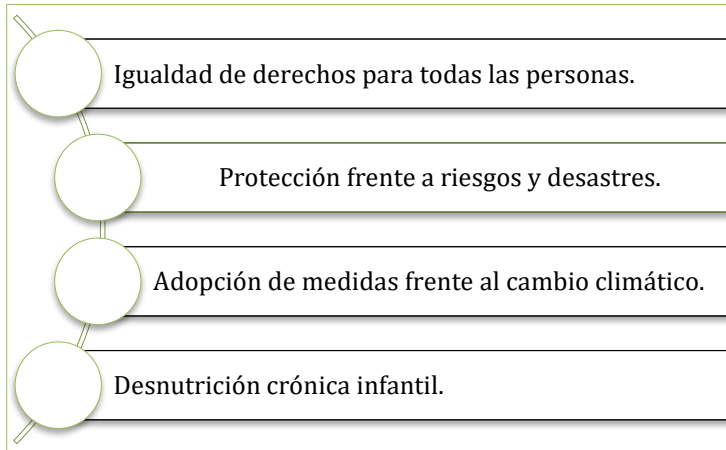 Igualdad de derechos para todas las personas.
Protección frente a riesgos y desastres.
Adopción de medidas frente al cambio climático.
Desnutrición crónica infantil.